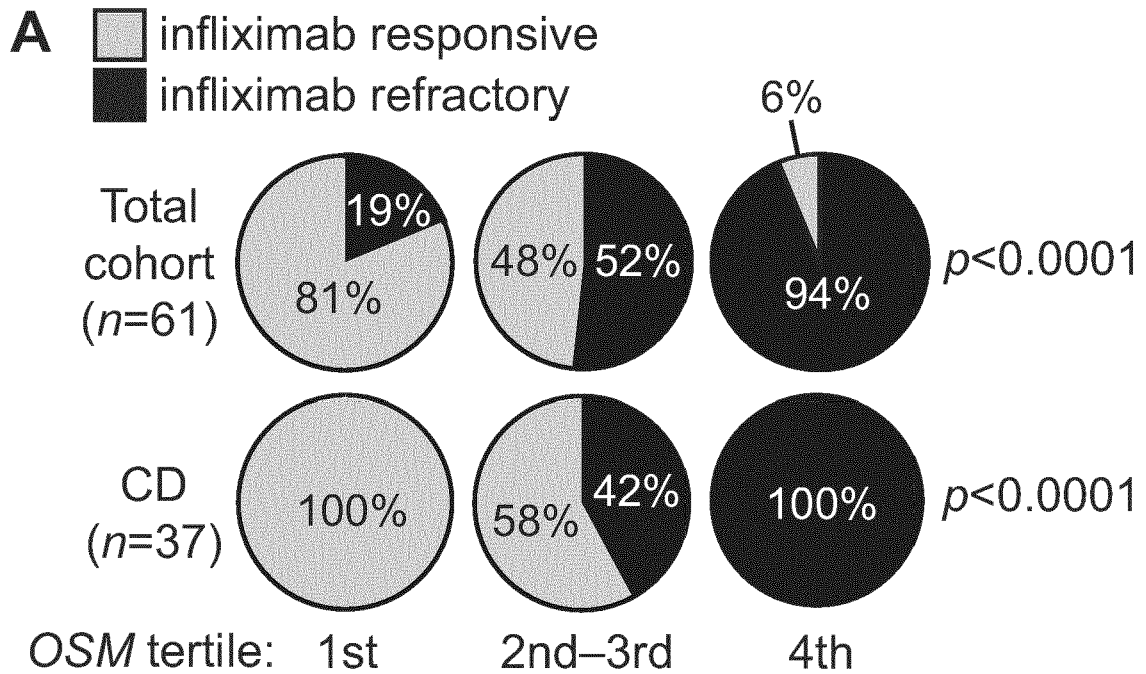 A
infliximab responsive
infliximab refractory
6%
Total
cohort
(n=61)
19%
81%
48%
52%
94%
p<0.0001
CD
(n=37)
100%
58%
42%
100%
p<0.0001
OSM tertile:
1st
2nd–3rd
4th